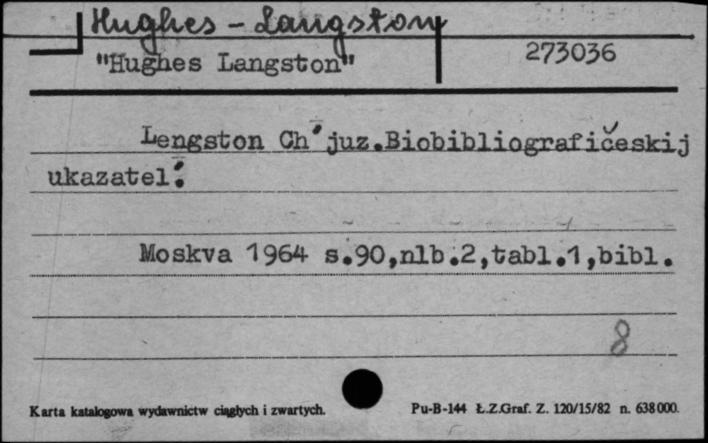 Hughes - Langston
"Hughes Langston"
273036
Lengston Ch'juz.Biobibliografičeskij
ukazatel'.
Moskva 1964 s.90,nlb.2,tabl.1,bibl.
8
Karta katalogowa wydawnictw ciągłych i zwartych.
Pu-B-144 Ł.Z.Graf. Z. 120/15/82 n. 638000.